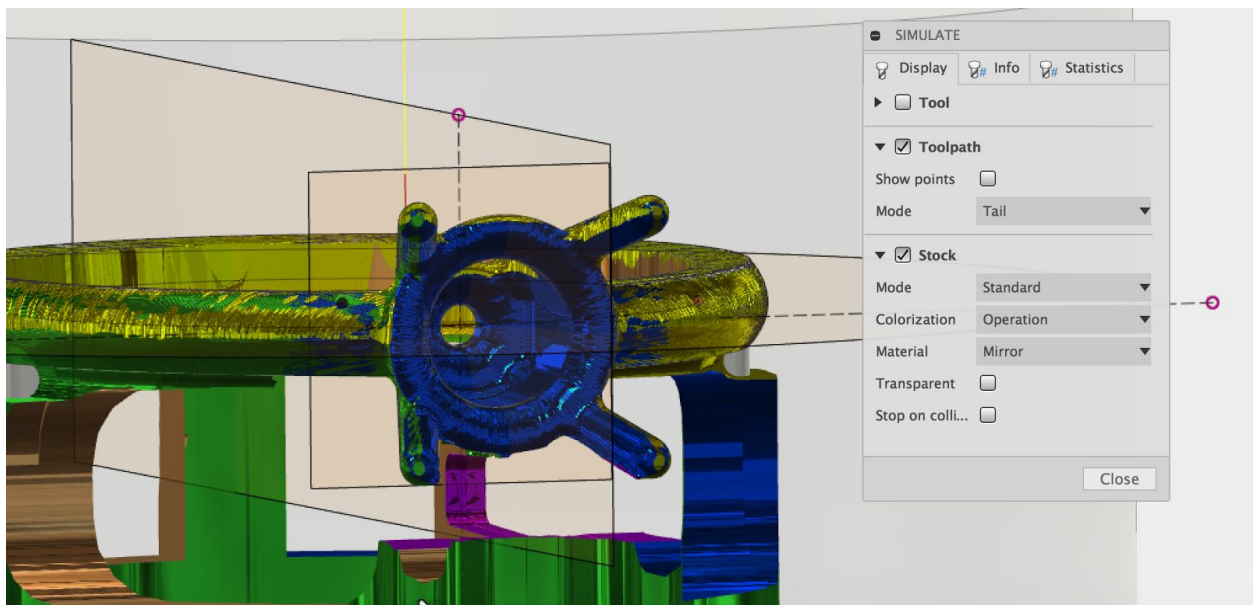 SIMULATE
Display Info Statistics
Tool
Toolpath
Show points
Mode Tail
Stock
Mode Standard
Colorization Operation
Material Mirror
Transparent
Stop on colli...
Close